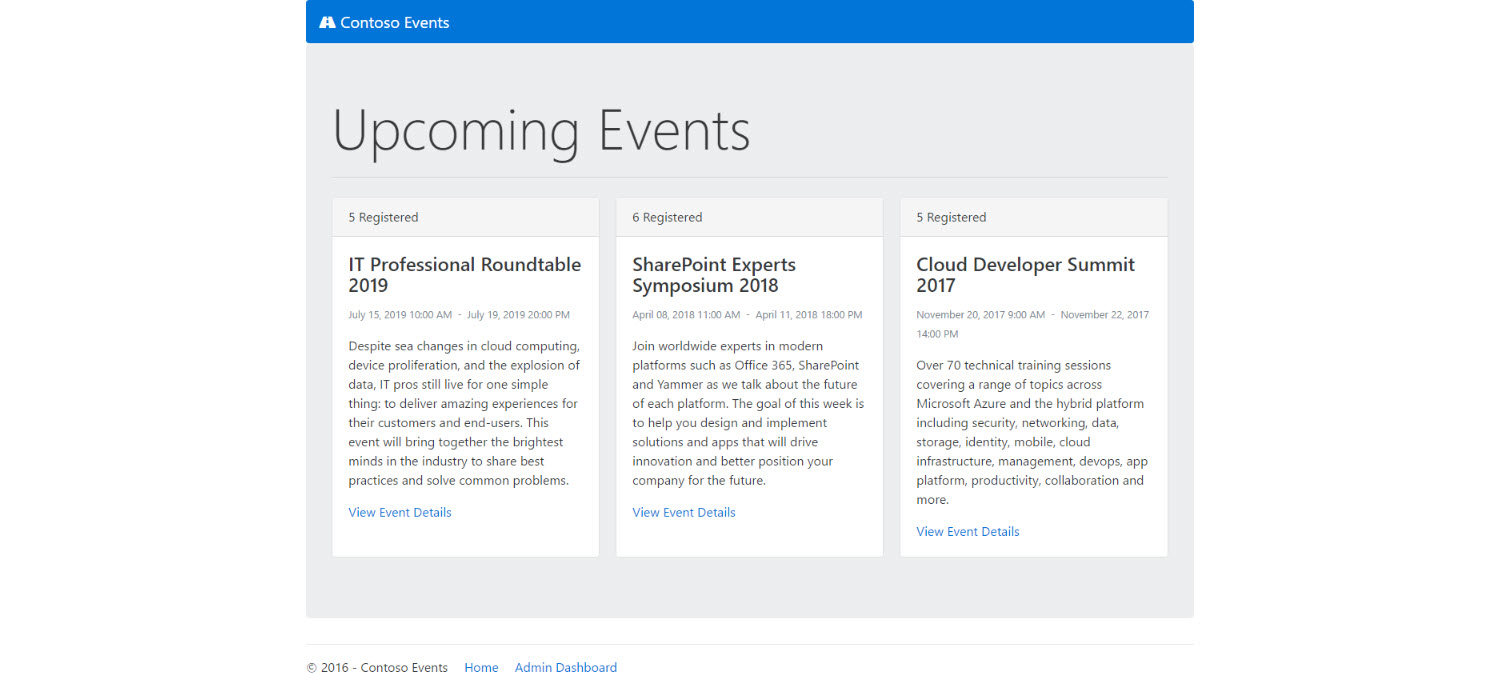 Contoso Events
Upcoming Events
5 Registered
IT Professional Roundtable
2019
July 15, 2019 10:00 AM - July 19, 2019 20:00 PM
Despite sea changes in cloud computing,
device proliferation, and the explosion of
data, IT pros still live for one simple
thing: to deliver amazing experiences for
their customers and end-users. This
event will bring together the brightest
minds in the industry to share best
practices and solve common problems.
View Event Details
6 Registered
SharePoint Experts
Symposium 2018
April 08, 2018 11:00 AM - April 11, 2018 18:00 PM
Join worldwide experts in modern
platforms such as Office 365, SharePoint
and Yammer as we talk about the future
of each platform. The goal of this week is
to help you design and implement
solutions and apps that will drive
innovation and better position your
company for the future.
View Event Details
5 Registered
Cloud Developer Summit
2017
November 20, 2017 9:00 AM - November 22, 2017
14:00 PM
Over 70 technical training sessions
covering a range of topics across
Microsoft Azure and the hybrid platform
including security, networking, data,
storage, identity, mobile, cloud
infrastructure, management, devops, app
platform, productivity, collaboration and
more.
View Event Details
© 2016 - Contoso Events Home Admin Dashboard